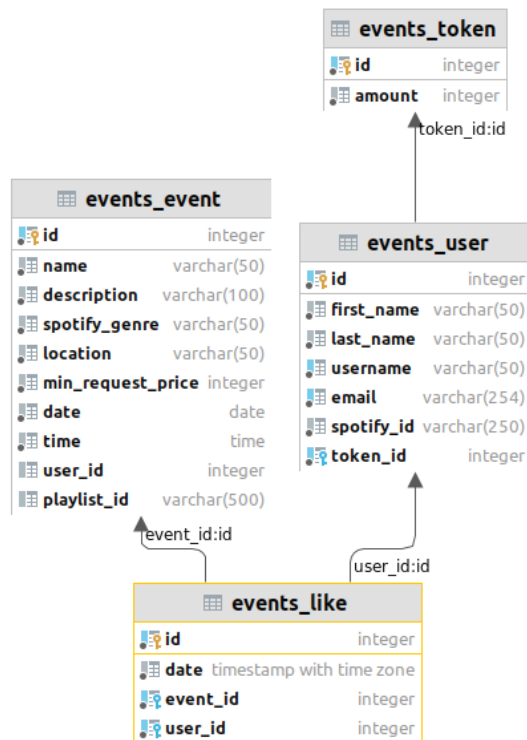 events_token
id integer
amount integer
token_id:id
events_event
id integer
name varchar(50)
description varchar(100)
spotify_genre varchar(50)
location varchar(50)
min_request_price integer
date date
time time
user_id integer
playlist_id varchar(500)
events_user
id integer
first_name varchar(50)
last_name varchar(50)
username varchar(50)
email varchar(254)
spotify_id varchar(250)
token_id integer
event_id:id
user_id:id
events_like
id integer
date timestamp with time zone
event_id integer
user_id integer